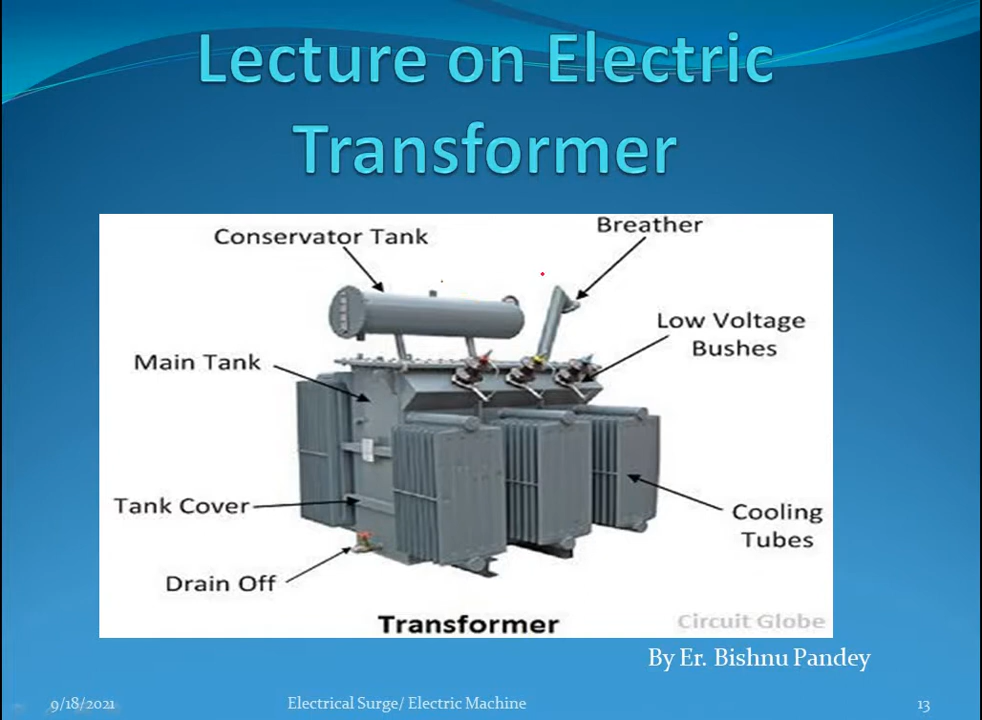 Lecture on Electric
Transformer
Conservator Tank
Breather
Low Voltage
Bushes
Main Tank
Tank Cover
Cooling
Tubes
Drain Off
Transformer
Circuit Globe
By Er. Bishnu Pandey
9/18/2021
Electrical Surge/ Electric Machine
13